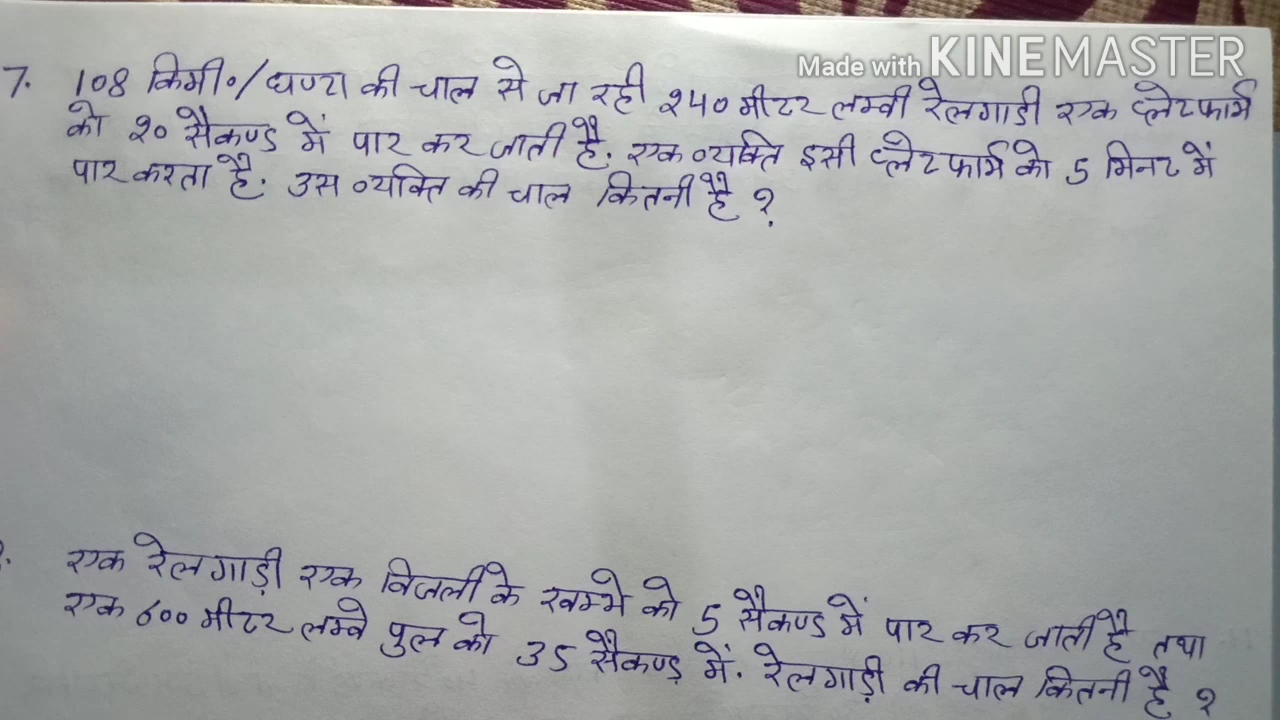 Made with KINEMASTER
7. 108 किमी०/घण्टा की चाल से जा रही 240 मीटर लम्बी रेलगाड़ी एक प्लेटफार्म
को 20 सैकण्ड में पार कर जाती है. एक व्यक्ति इसी प्लेटफार्म को 5 मिनट में
पार करता है. उस व्यक्ति की चाल कितनी है ?
एक रेलगाड़ी एक बिजली के खम्भे को 5 सैकण्ड में पार कर जाती है तथा
एक 600 मीटर लम्बे पुल को 35 सैकण्ड में. रेलगाड़ी की चाल कितनी है ?